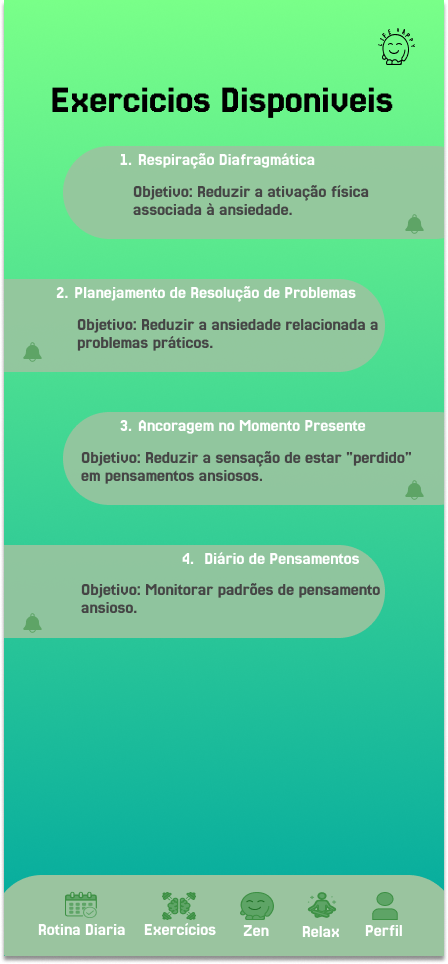 LIFE HAPPY
Exercicios Disponiveis
1. Respiração Diafragmática
Objetivo: Reduzir a ativação física
associada à ansiedade.
2. Planejamento de Resolução de Problemas
Objetivo: Reduzir a ansiedade relacionada a
problemas práticos.
3. Ancoragem no Momento Presente
Objetivo: Reduzir a sensação de estar "perdido"
em pensamentos ansiosos.
4. Diário de Pensamentos
Objetivo: Monitorar padrões de pensamento
ansioso.
Rotina Diaria Exercícios Zen Relax Perfil